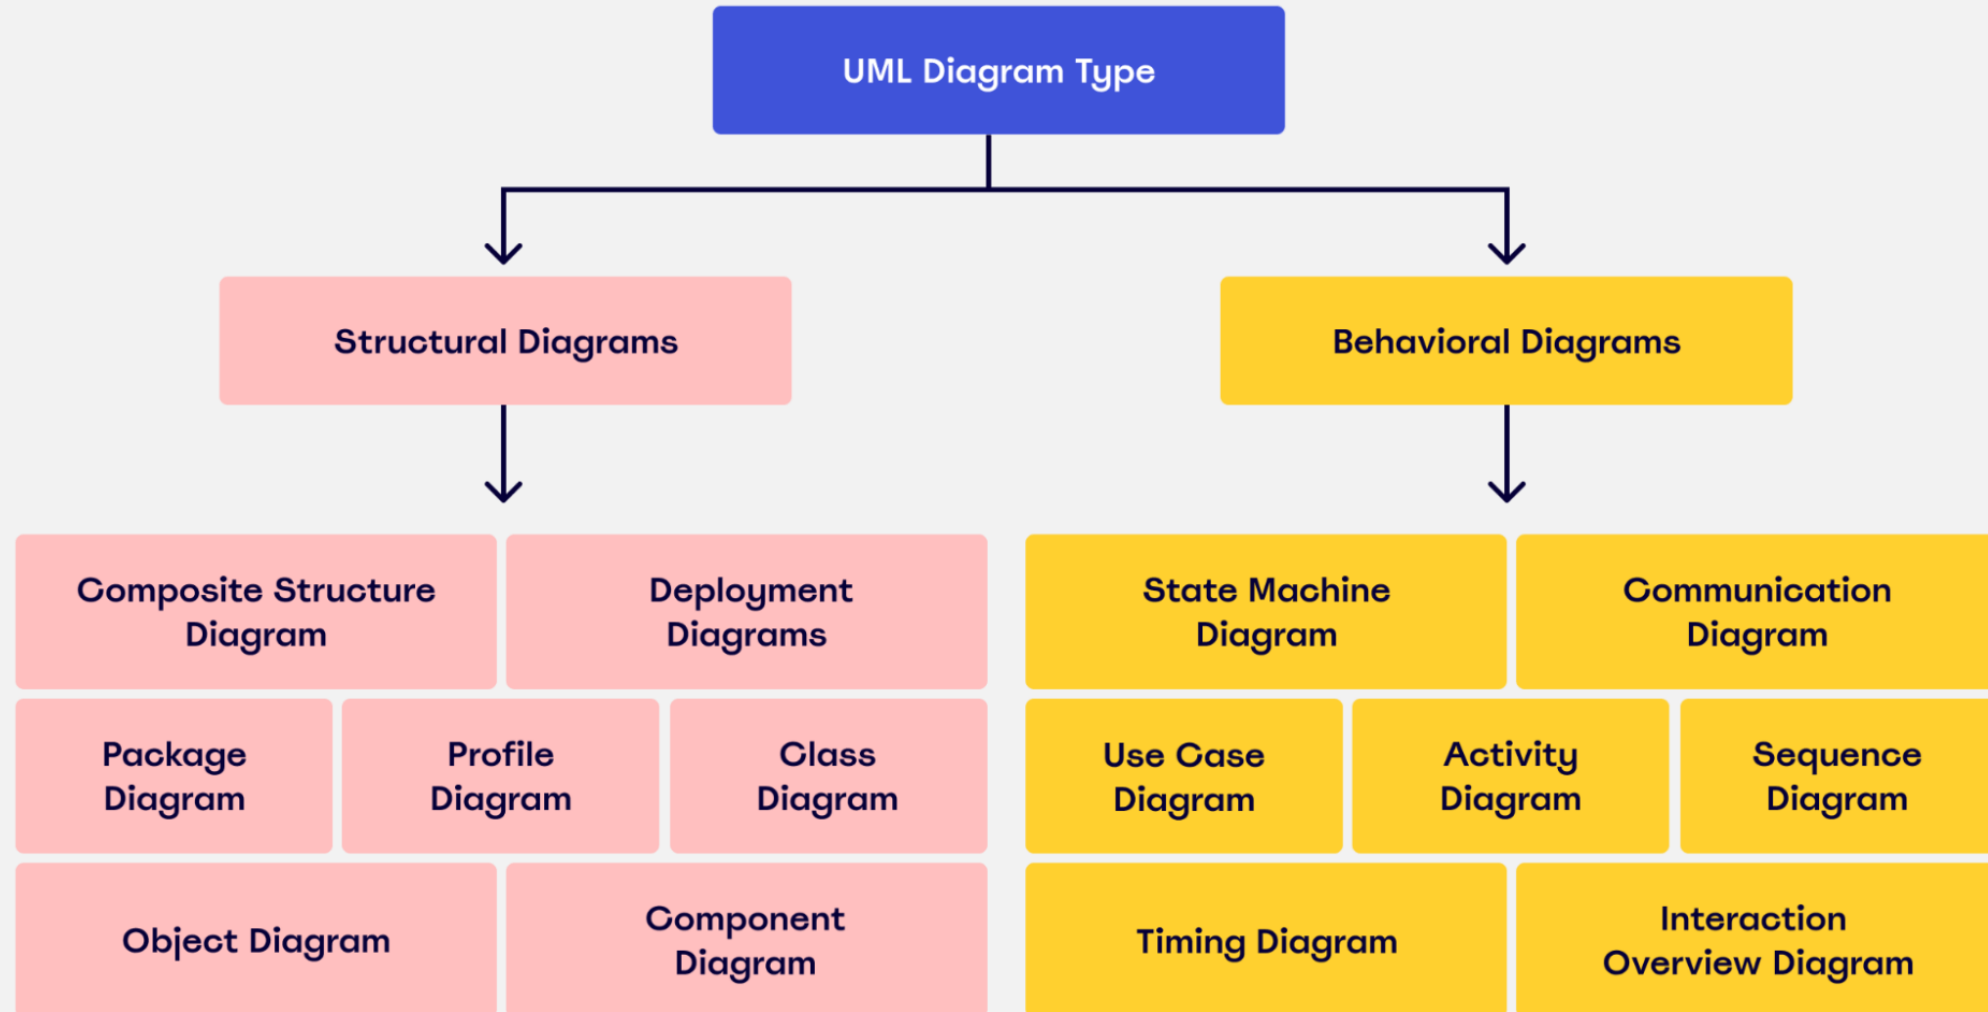 UML Diagram Type
Structural Diagrams
Behavioral Diagrams
Composite Structure
Diagram
Deployment
Diagrams
State Machine
Diagram
Communication
Diagram
Package
Diagram
Profile
Diagram
Class
Diagram
Use Case
Diagram
Activity
Diagram
Sequence
Diagram
Object Diagram
Component
Diagram
Timing Diagram
Interaction
Overview Diagram